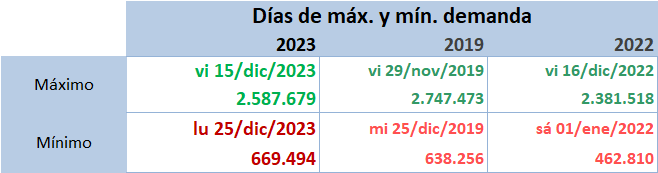 Días de máx. y mín. demanda
2023 2019 2022
Máximo
vi 15/dic/2023 vi 29/nov/2019 vi 16/dic/2022
2.587.679 2.747.473 2.381.518
Mínimo
lu 25/dic/2023 mi 25/dic/2019 sá 01/ene/2022
669.494 638.256 462.810